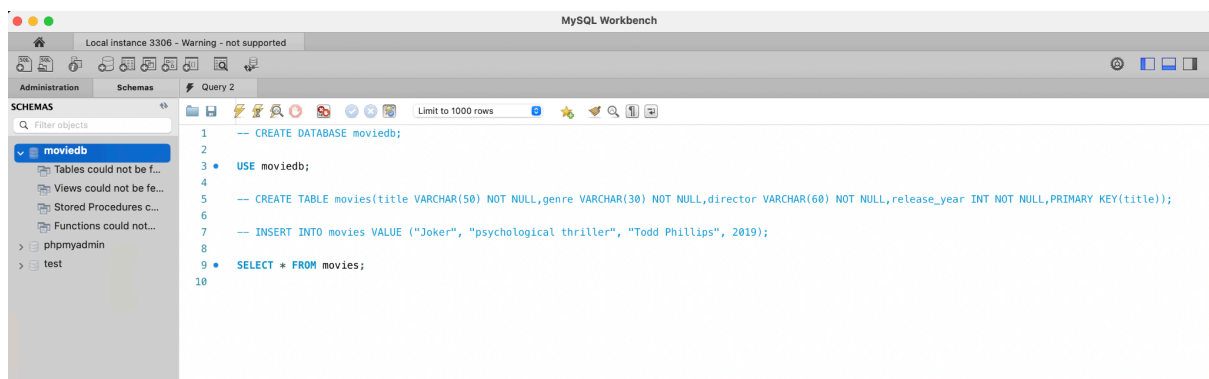 MySQL Workbench
Local instance 3306 - Warning - not supported
Administration
Schemas
Query 2
SCHEMAS
Filter objects
moviedb
Tables could not be f...
Views could not be fe...
Stored Procedures c...
Functions could not...
phpmyadmin
test
Limit to 1000 rows
1 -- CREATE DATABASE moviedb;
2
3 USE moviedb;
4
5 -- CREATE TABLE movies(title VARCHAR(50) NOT NULL,genre VARCHAR(30) NOT NULL,director VARCHAR(60) NOT NULL,release_year INT NOT NULL,PRIMARY KEY(title));
6
7 -- INSERT INTO movies VALUE ("Joker", "psychological thriller", "Todd Phillips", 2019);
8
9 SELECT * FROM movies;
10